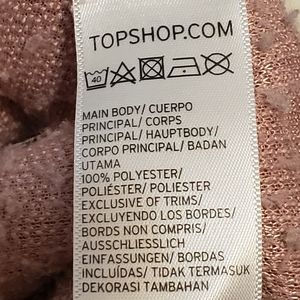 TOPSHOP.COM
40
MAIN BODY/ CUERPO
PRINCIPAL/ CORPS
PRINCIPAL/ HAUPTBODY/
CORPO PRINCIPAL/ BADAN
UTAMA
100% POLYESTER/
POLIÉSTER/ POLIESTER
EXCLUSIVE OF TRIMS/
EXCLUYENDO LOS BORDES/
BORDS NON COMPRIS/
AUSSCHLIESSLICH
EINFASSUNGEN/ BORDAS
INCLUÍDAS/ TIDAK TERMASUK
DEKORASI TAMBAHAN